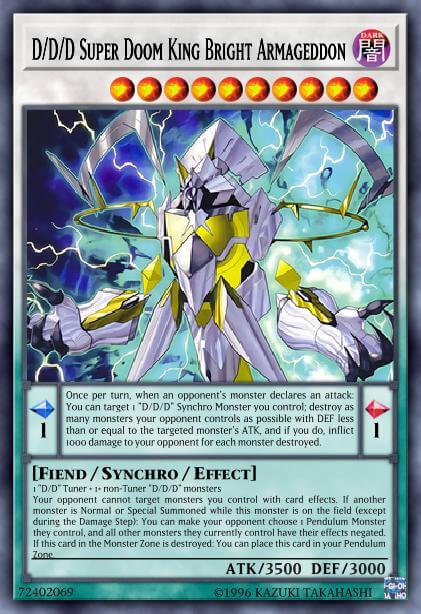 D/D/D Super Doom King Bright Armageddon
DARK
闇
Once per turn, when an opponent's monster declares an attack:
You can target 1 "D/D/D" Synchro Monster you control; destroy as
many monsters your opponent controls as possible with DEF less
than or equal to the targeted monster's ATK, and if you do, inflict
1000 damage to your opponent for each monster destroyed.
1
1
[Fiend / Synchro / Effect]
1 "D/D" Tuner + 1+ non-Tuner "D/D/D" monsters
Your opponent cannot target monsters you control with card effects. If another
monster is Normal or Special Summoned while this monster is on the field (except
during the Damage Step): You can make your opponent choose 1 Pendulum Monster
they control, and all other monsters they currently control have their effects negated.
If this card in the Monster Zone is destroyed: You can place this card in your Pendulum
Zone.
ATK/3500 DEF/3000
72402069
©1996 KAZUKI TAKAHASHI